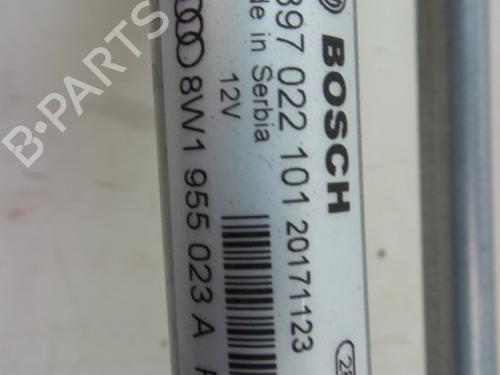 BOSCH
397 022 101 20171123
de in Serbia
12V
8W1 955 023 A
B-PARTS